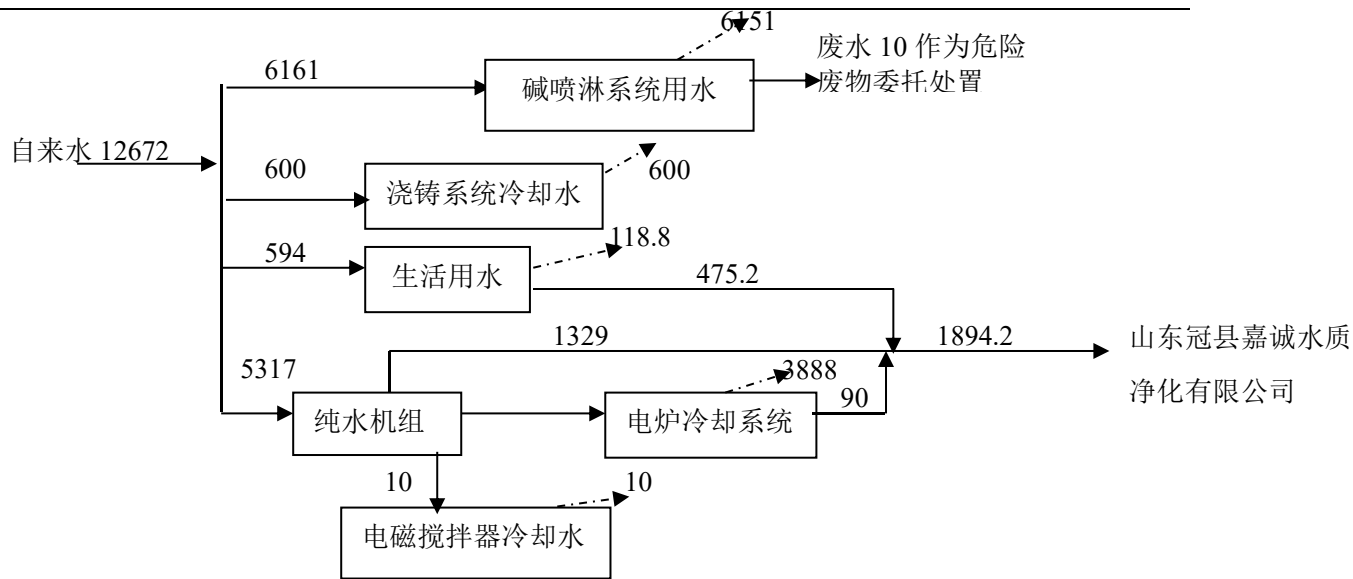 6151
废水 10 作为危险
废物委托处置
6161
碱喷淋系统用水
自来水 12672
600
浇铸系统冷却水
600
118.8
594
生活用水
475.2
1329
1894.2
山东冠县嘉诚水质
净化有限公司
5317
3888
90
纯水机组
电炉冷却系统
10
10
电磁搅拌器冷却水